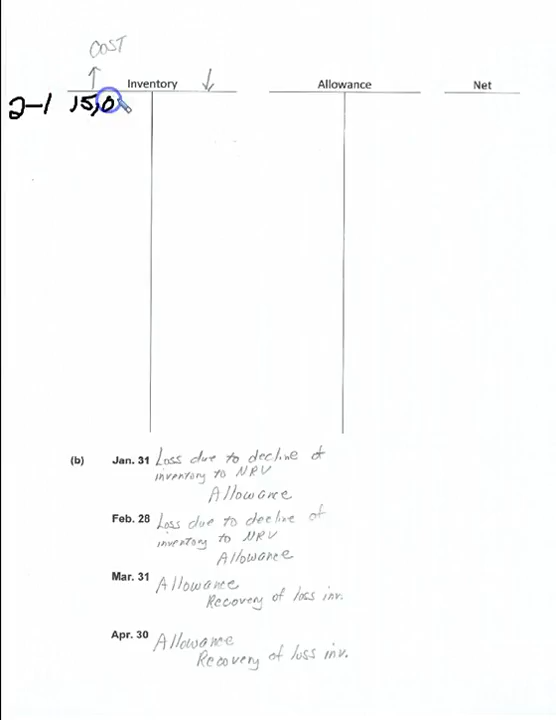 COST
Inventory Allowance Net
2-1 15,0
(b) Jan. 31 Loss due to decline of
inventory to NRV
Allowance
Feb. 28 Loss due to decline of
inventory to NRV
Allowance
Mar. 31 Allowance
Recovery of loss inv.
Apr. 30 Allowance
Recovery of loss inv.